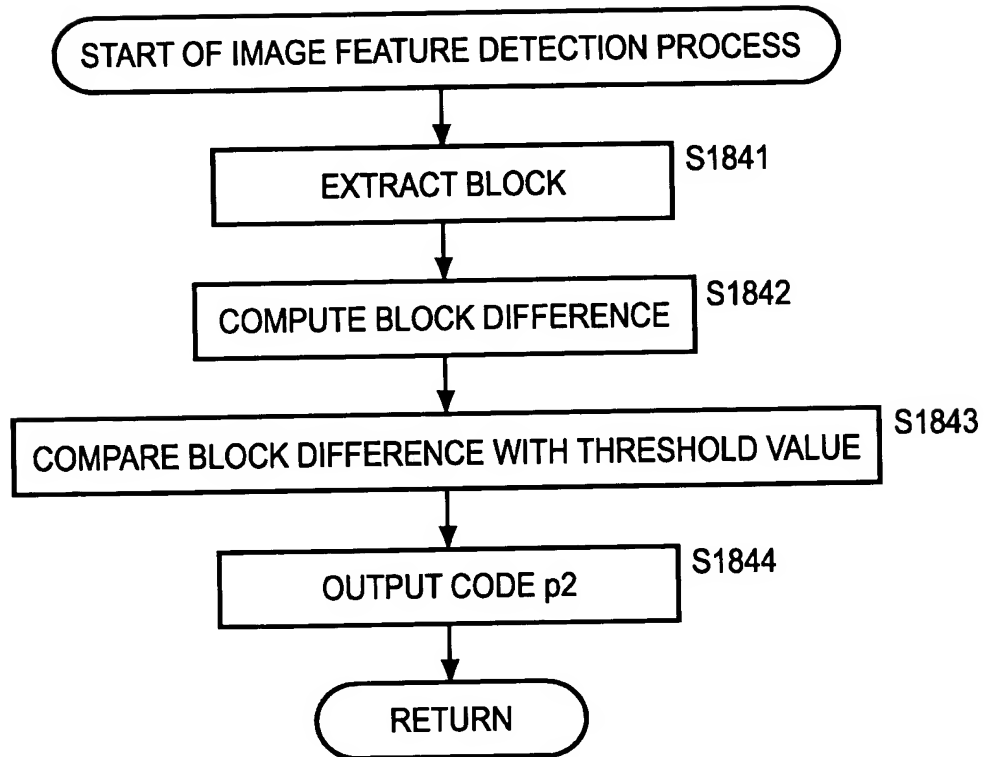 START OF IMAGE FEATURE DETECTION PROCESS
S1841
EXTRACT BLOCK
S1842
COMPUTE BLOCK DIFFERENCE
S1843
COMPARE BLOCK DIFFERENCE WITH THRESHOLD VALUE
S1844
OUTPUT CODE p2
RETURN